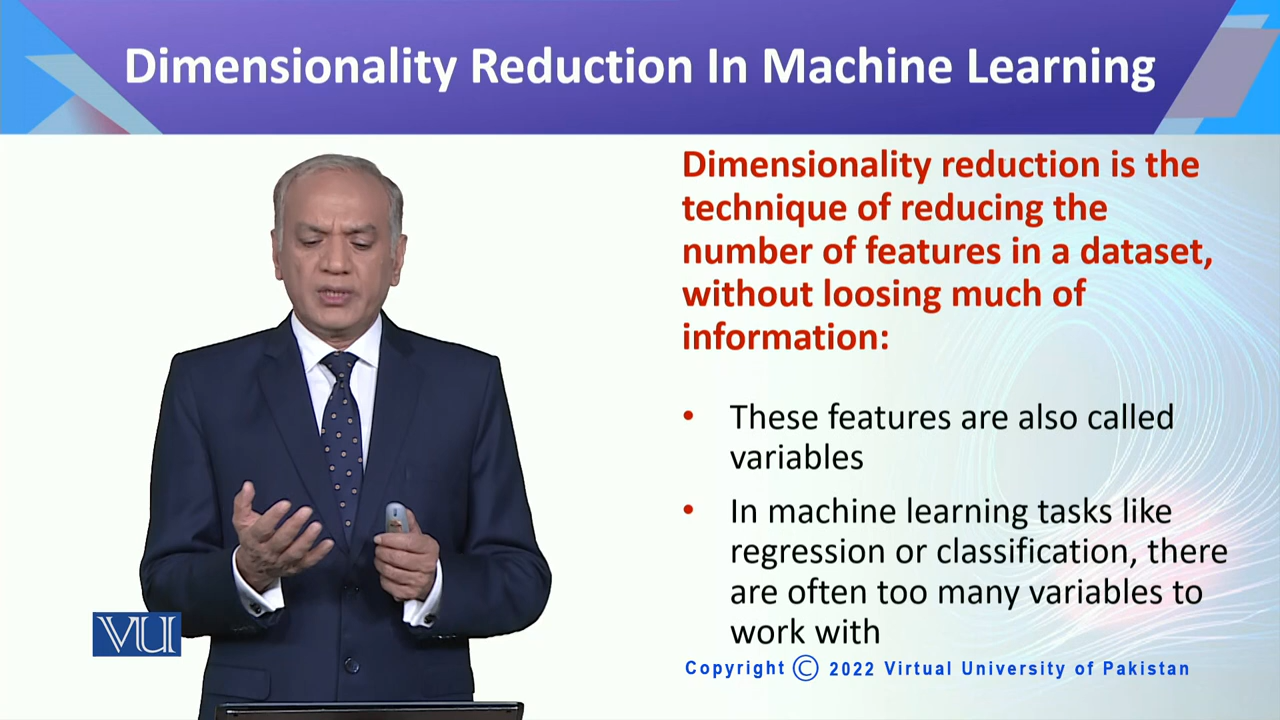 Dimensionality Reduction In Machine Learning
Dimensionality reduction is the
technique of reducing the
number of features in a dataset,
without loosing much of
information:
• These features are also called
variables
• In machine learning tasks like
regression or classification, there
are often too many variables to
work with
VU
Copyright © 2022 Virtual University of Pakistan